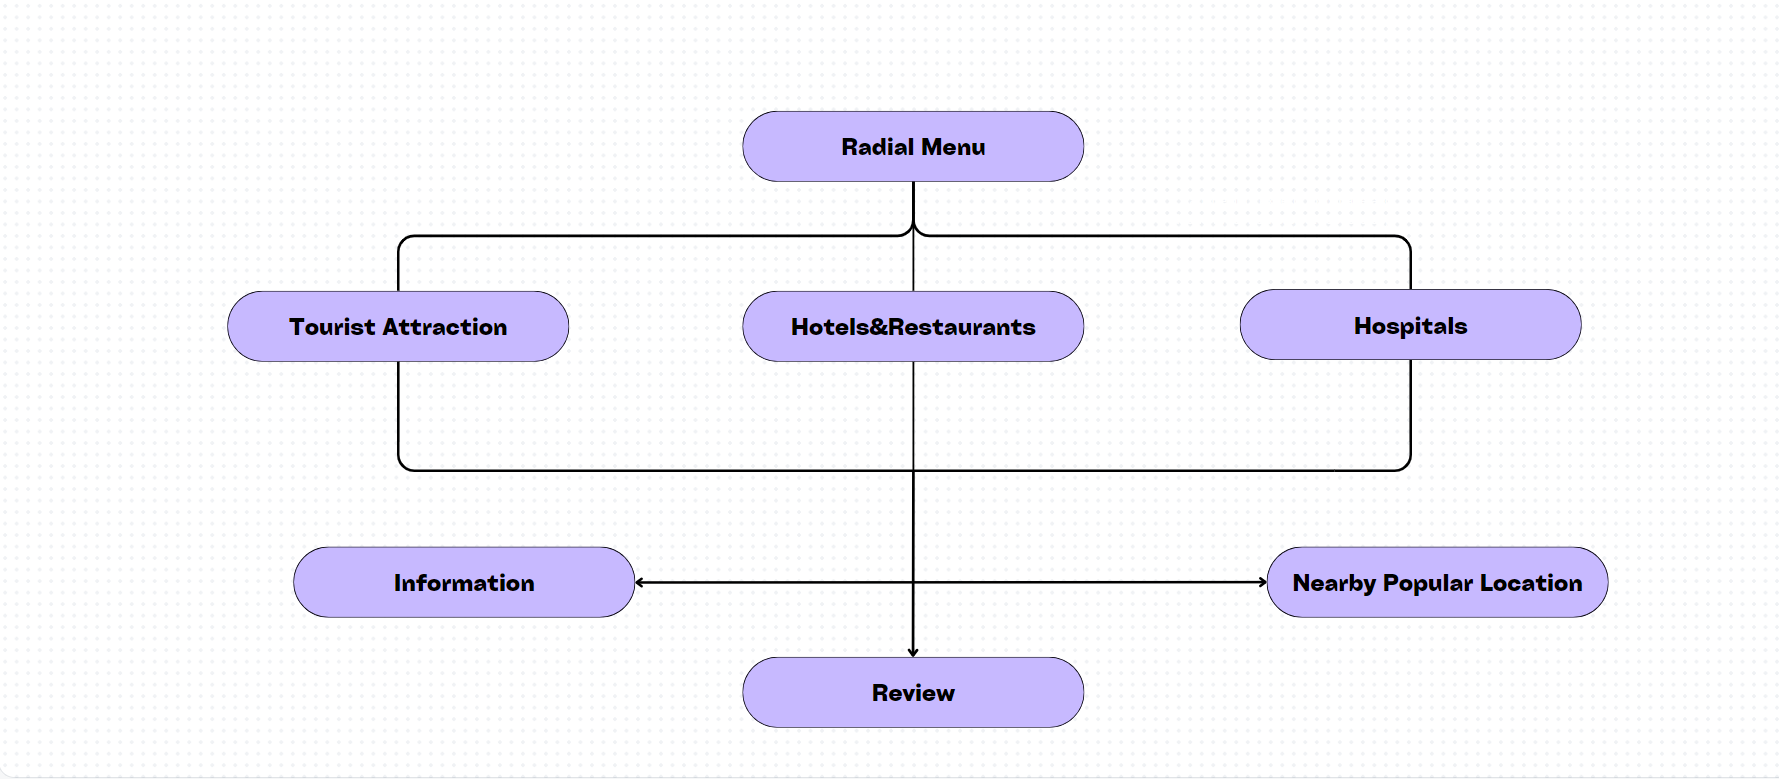 Radial Menu
Tourist Attraction
Hotels&Restaurants
Hospitals
Information
Nearby Popular Location
Review